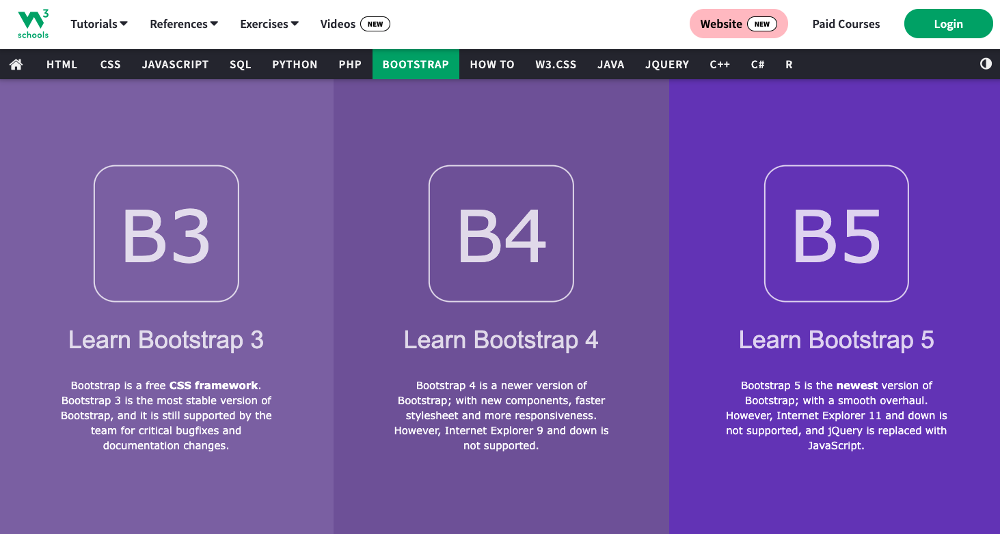 W3 schools
Tutorials References Exercises Videos NEW Website NEW Paid Courses Login
HTML CSS JAVASCRIPT SQL PYTHON PHP BOOTSTRAP HOW TO W3.CSS JAVA JQUERY C++ C# R
B3
Learn Bootstrap 3
Bootstrap is a free CSS framework.
Bootstrap 3 is the most stable version of
Bootstrap, and it is still supported by the
team for critical bugfixes and
documentation changes.
B4
Learn Bootstrap 4
Bootstrap 4 is a newer version of
Bootstrap; with new components, faster
stylesheet and more responsiveness.
However, Internet Explorer 9 and down is
not supported.
B5
Learn Bootstrap 5
Bootstrap 5 is the newest version of
Bootstrap; with a smooth overhaul.
However, Internet Explorer 11 and down is
not supported, and jQuery is replaced with
JavaScript.